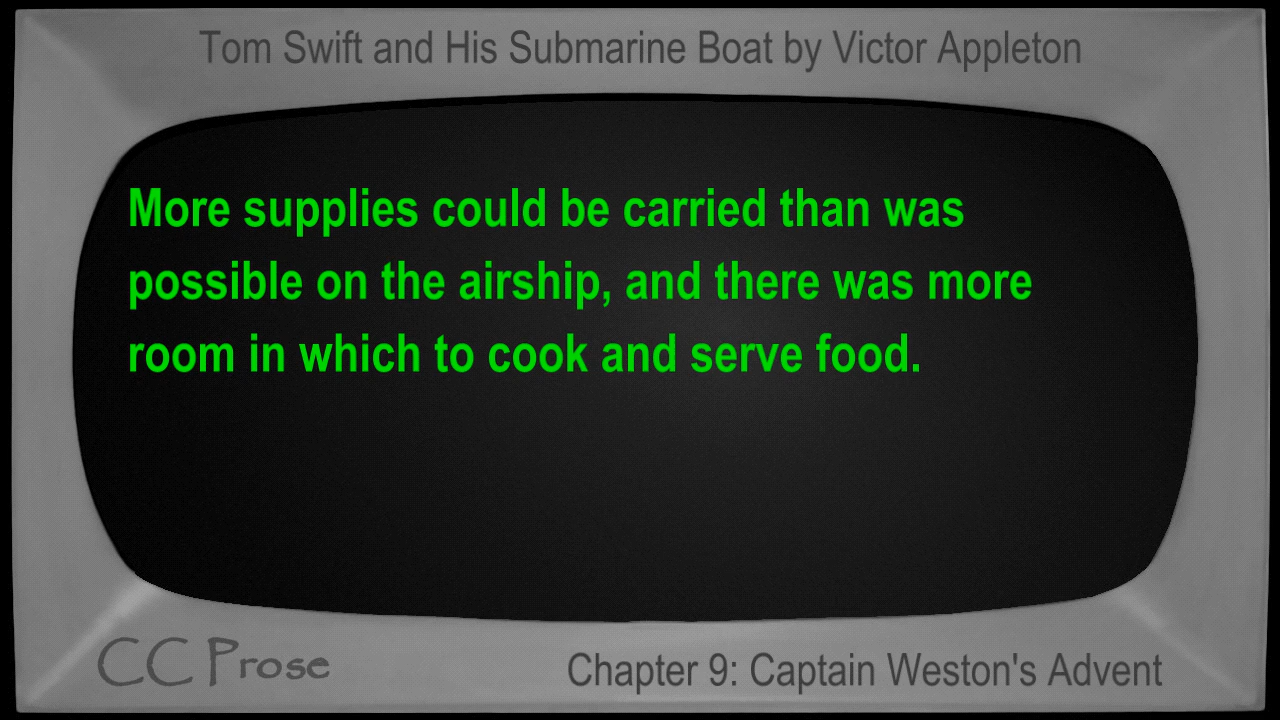 Tom Swift and His Submarine Boat by Victor Appleton
More supplies could be carried than was
possible on the airship, and there was more
room in which to cook and serve food.
CC Prose
Chapter 9: Captain Weston's Advent